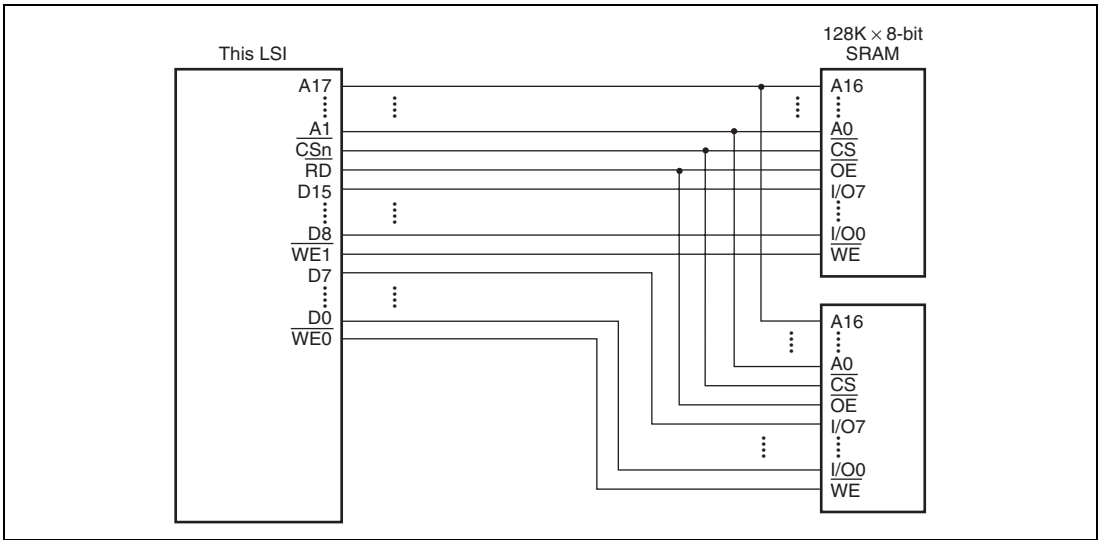 This LSI
A17
A1
CSn
RD
D15
D8
WE1
D7
D0
WE0
128K × 8-bit
SRAM
A16
A0
CS
OE
I/O7
I/O0
WE
A16
A0
CS
OE
I/O7
I/O0
WE